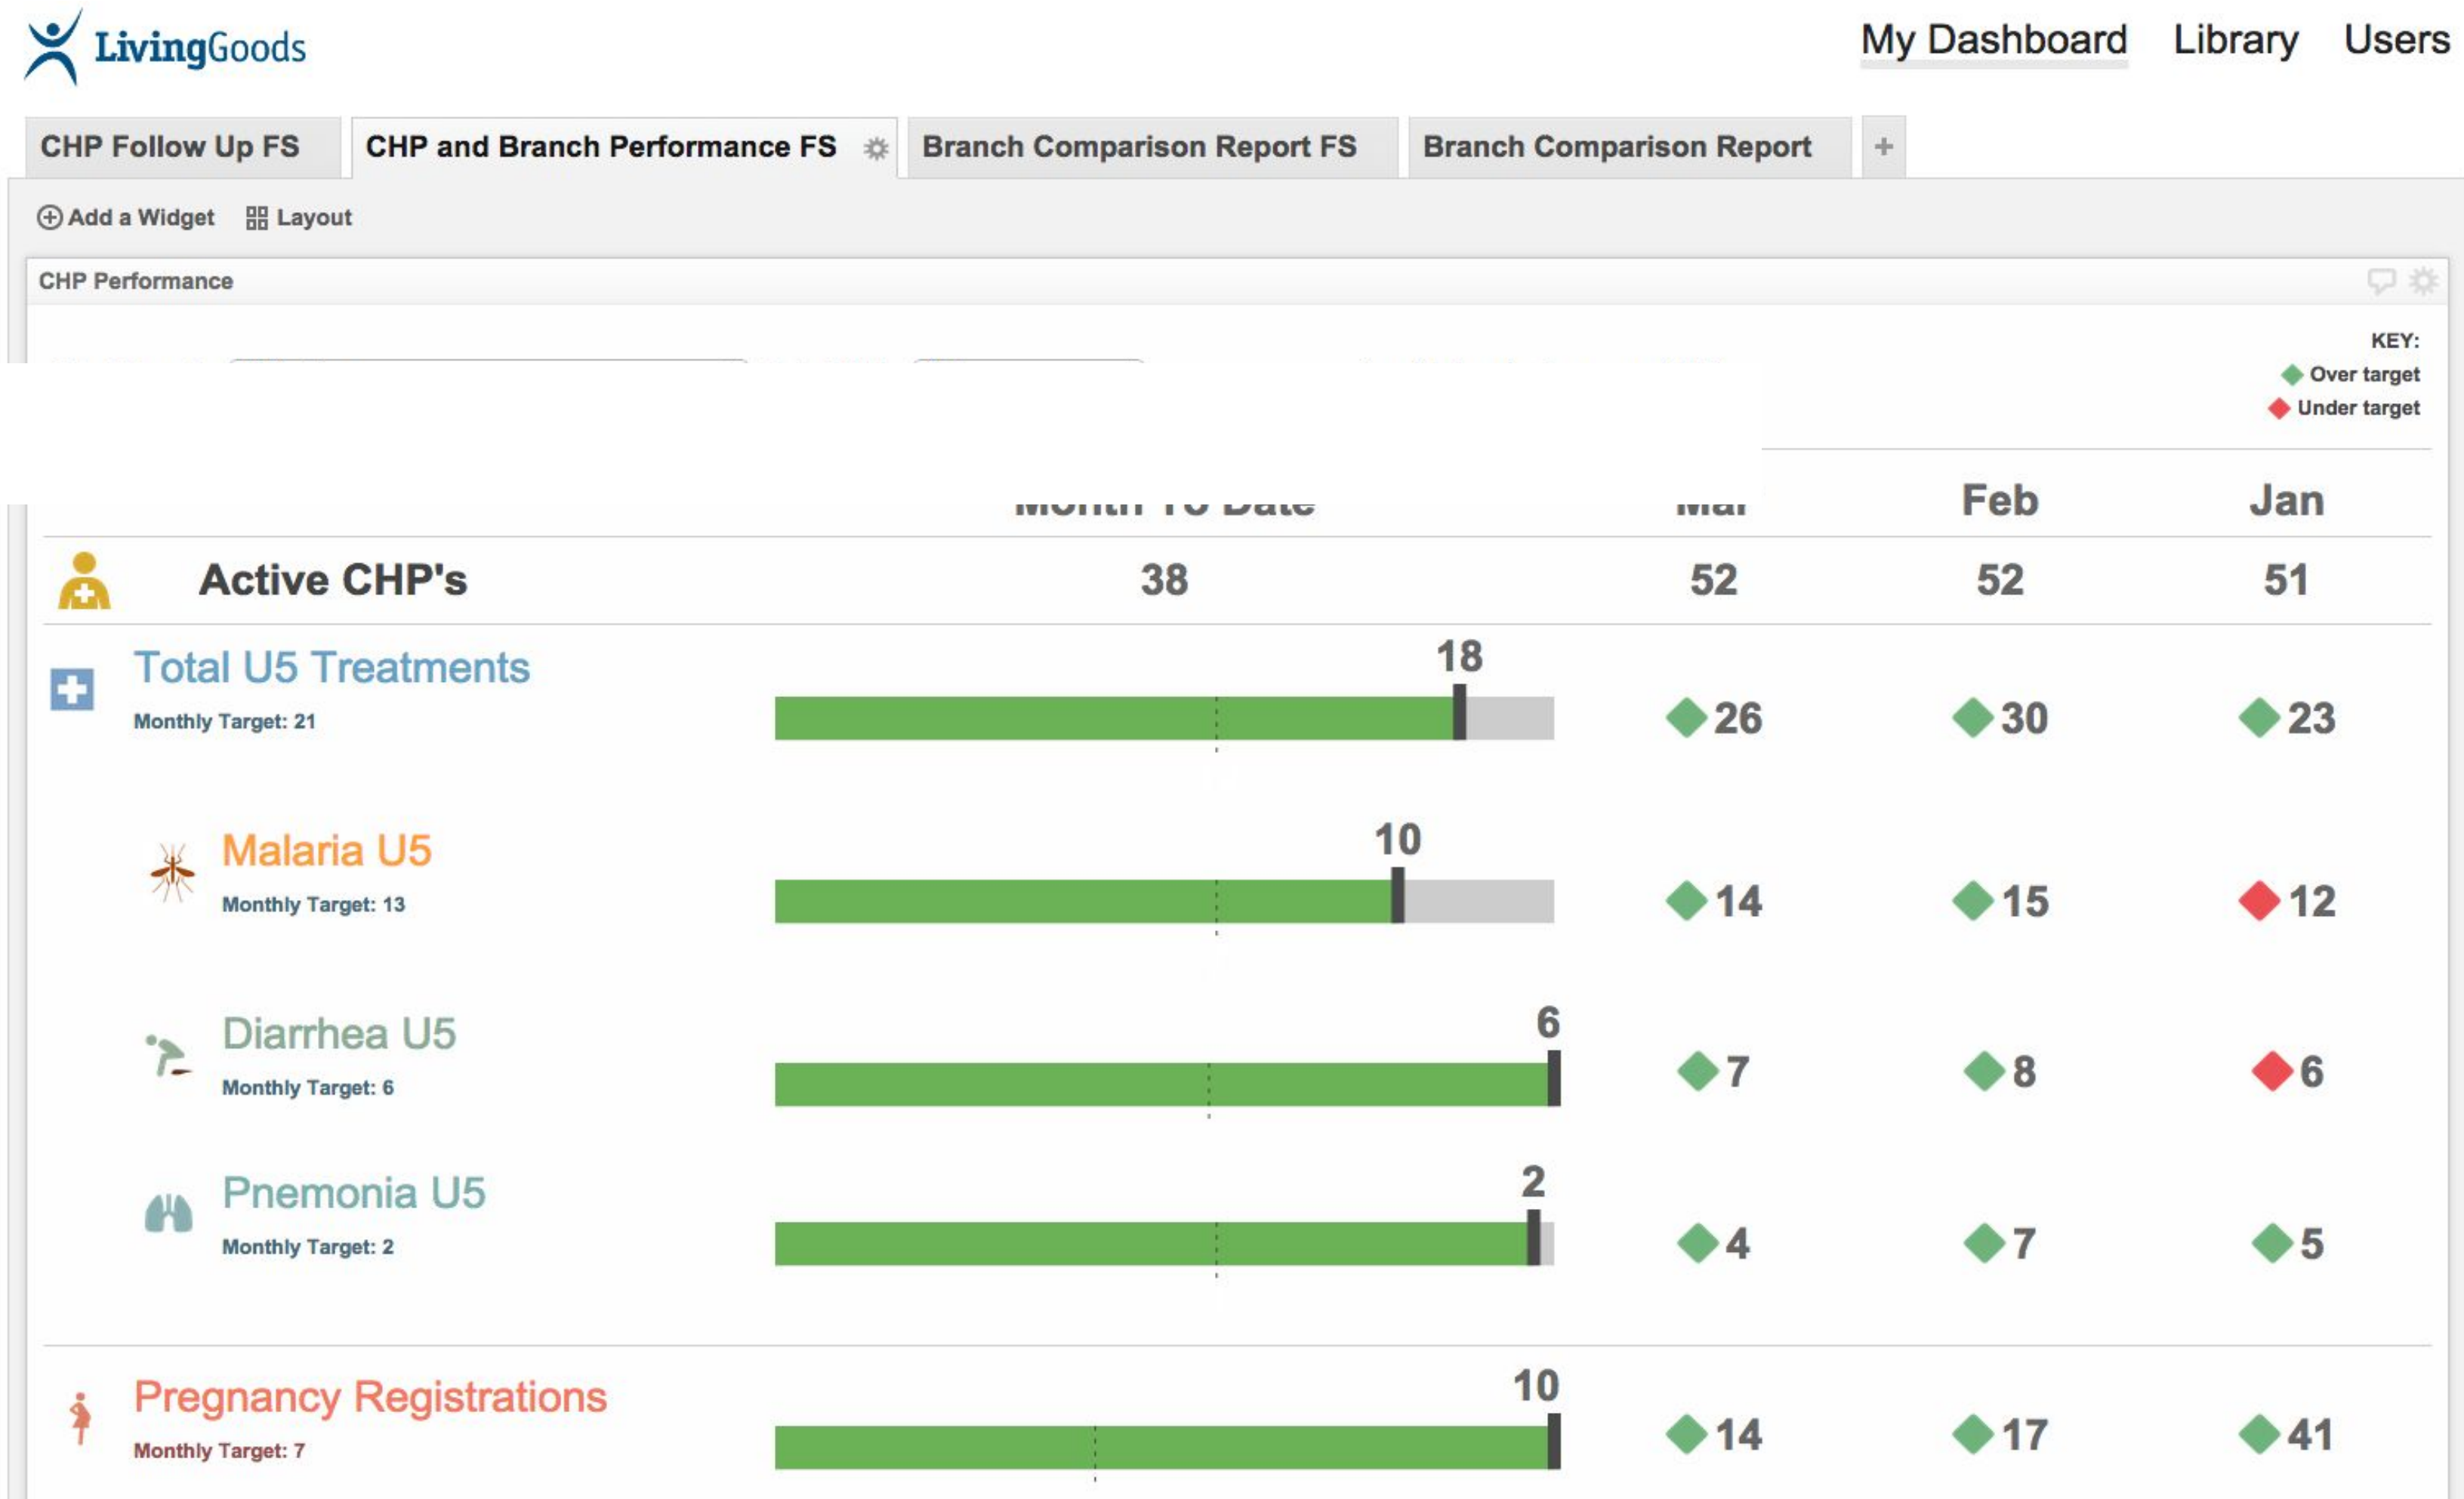 LivingGoods
My Dashboard Library Users
CHP Follow Up FS CHP and Branch Performance FS Branch Comparison Report FS Branch Comparison Report +
Add a Widget Layout
CHP Performance
KEY:
Over target
Under target
Month To Date Mar Feb Jan
Active CHP's 38 52 52 51
Total U5 Treatments 18
Monthly Target: 21 26 30 23
Malaria U5 10
Monthly Target: 13 14 15 12
Diarrhea U5 6
Monthly Target: 6 7 8 6
Pnemonia U5 2
Monthly Target: 2 4 7 5
Pregnancy Registrations 10
Monthly Target: 7 14 17 41